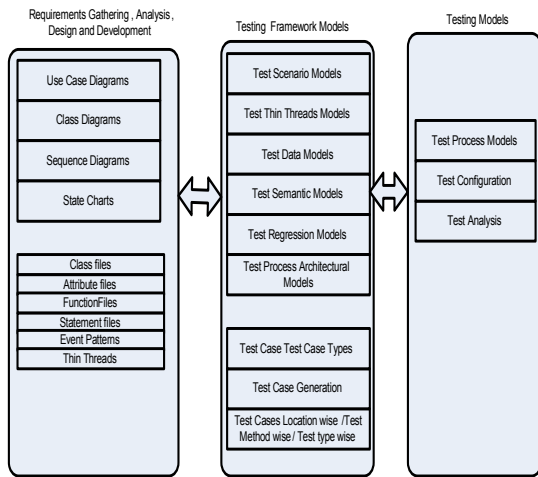 Requirements Gathering , Analysis ,
Design and Development
Use Case Diagrams
Class Diagrams
Sequence Diagrams
State Charts
Class files
Attribute files
FunctionFiles
Statement files
Event Patterns
Thin Threads
Testing Framework Models
Test Scenario Models
Test Thin Threads Models
Test Data Models
Test Semantic Models
Test Regression Models
Test Process Architectural
Models
Test Case Test Case Types
Test Case Generation
Test Cases Location wise /Test
Method wise / Test type wise
Testing Models
Test Process Models
Test Configuration
Test Analysis